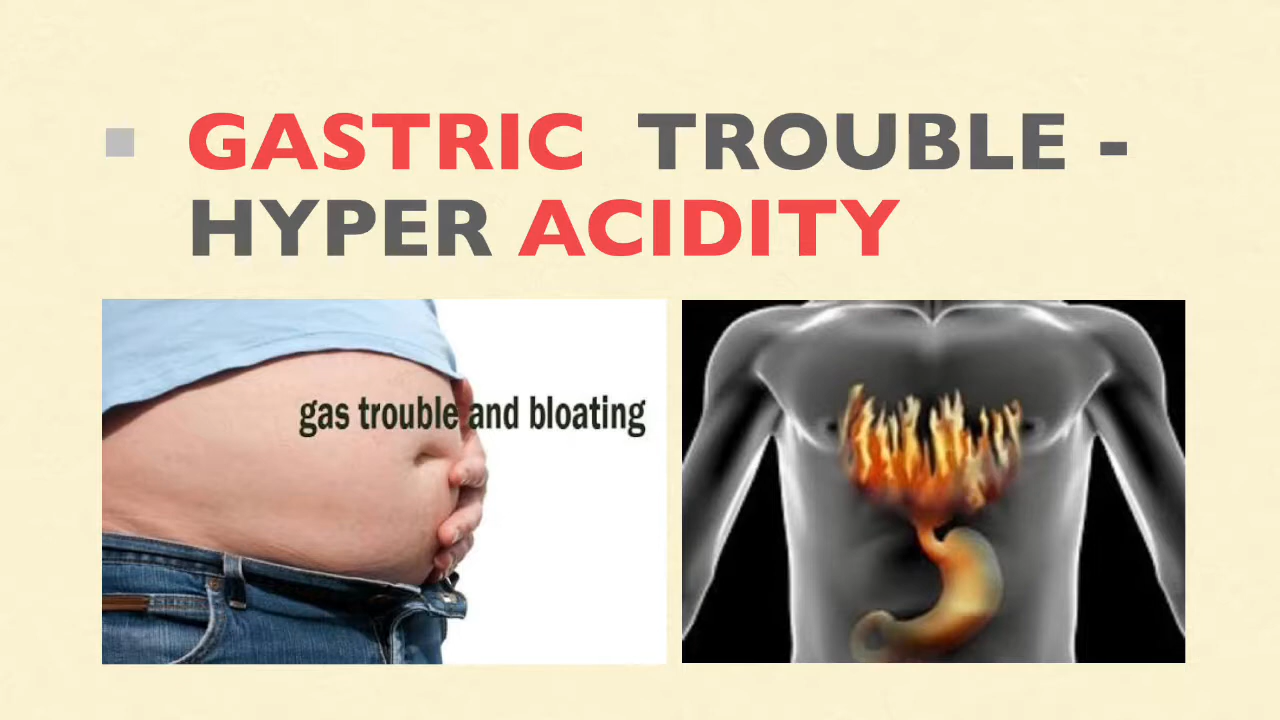 GASTRIC TROUBLE -
HYPER ACIDITY
gas trouble and bloating